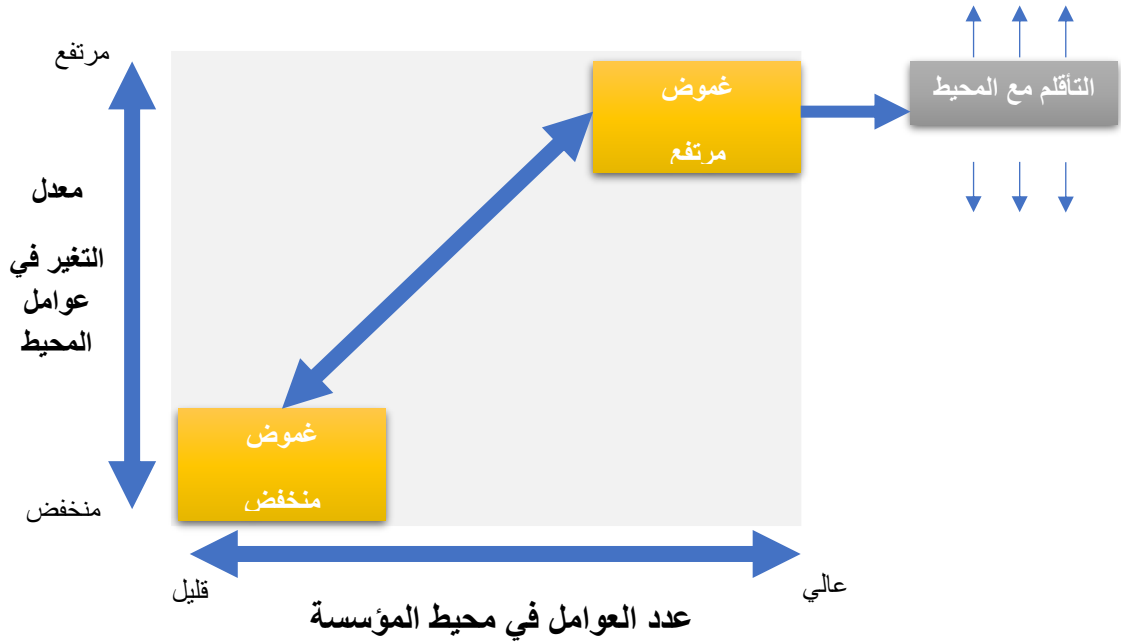 مرتفع
غموض
مرتفع
التأقلم مع المحيط
معدل
التغير في
عوامل
المحيط
غموض
منخفض
منخفض
قليل
عالي
عدد العوامل في محيط المؤسسة